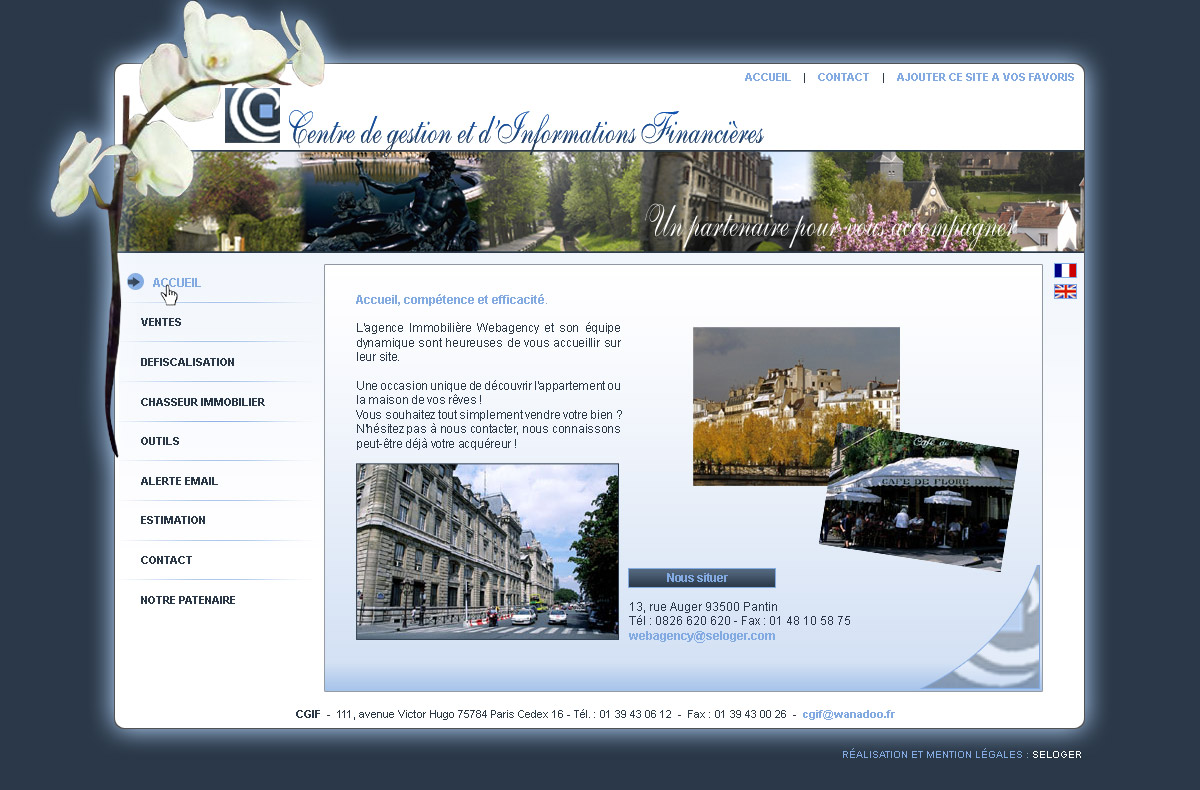 ACCUEIL | CONTACT | AJOUTER CE SITE A VOS FAVORIS
Centre de gestion et d'Informations Financières
Un partenaire pour vous accompagner
ACCUEIL
VENTES
DEFISCALISATION
CHASSEUR IMMOBILIER
OUTILS
ALERTE EMAIL
ESTIMATION
CONTACT
NOTRE PATENAIRE
Accueil, compétence et efficacité.
L'agence Immobilière Webagency et son équipe
dynamique sont heureuses de vous accueillir sur
leur site.
Une occasion unique de découvrir l'appartement ou
la maison de vos rêves !
Vous souhaitez tout simplement vendre votre bien ?
N'hésitez pas à nous contacter, nous connaissons
peut-être déjà votre acquéreur !
Café de Flore
CAFE DE FLORE
Nous situer
13, rue Auger 93500 Pantin
Tél : 0826 620 620 - Fax : 01 48 10 58 75
webagency@seloger.com
CGIF - 111, avenue Victor Hugo 75784 Paris Cedex 16 - Tél. : 01 39 43 06 12 - Fax : 01 39 43 00 26 - cgif@wanadoo.fr
RÉALISATION ET MENTION LÉGALES : SELOGER